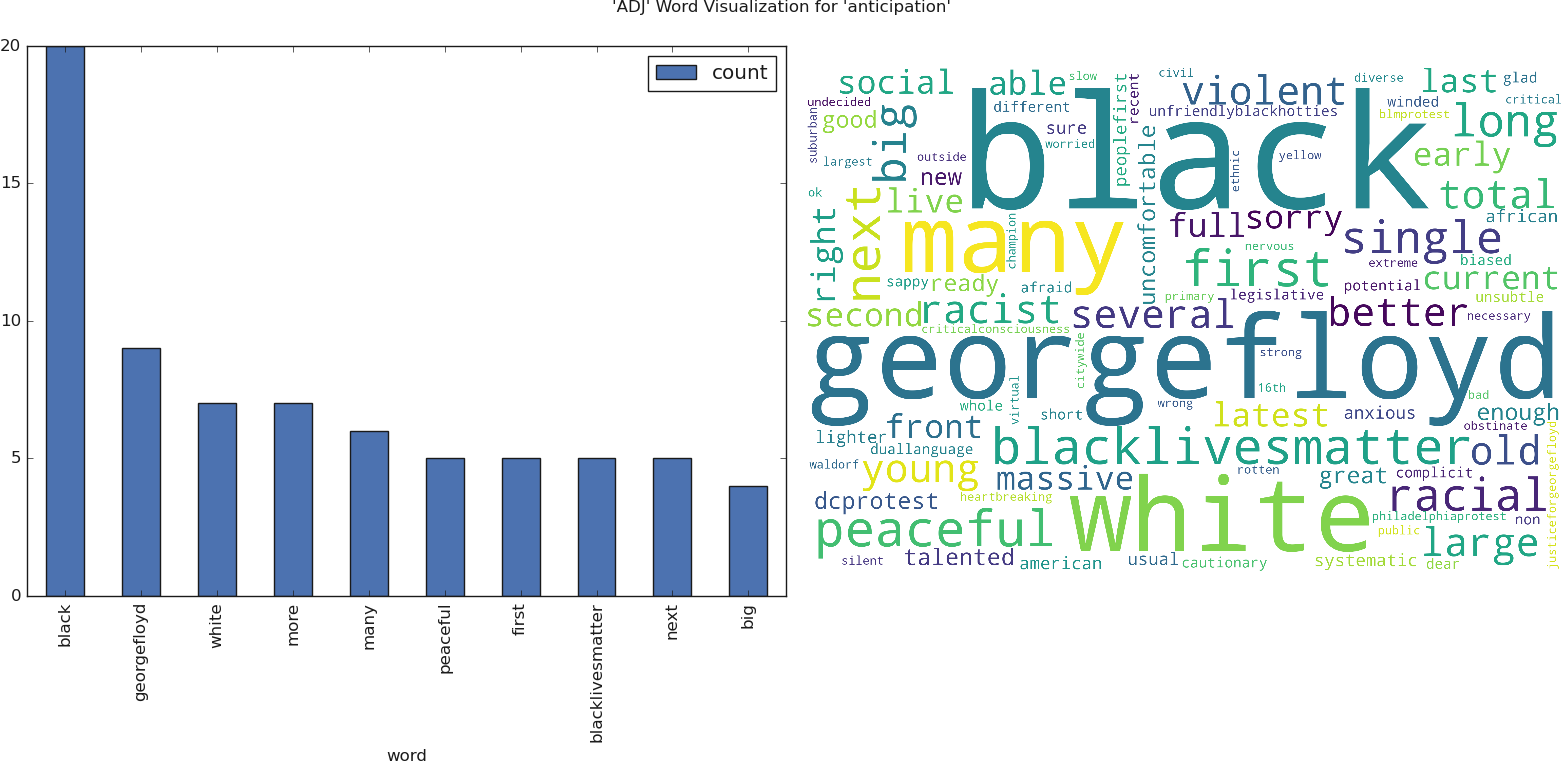 'ADJ' Word Visualization for 'anticipation'
count
20
15
10
5
0
black
georgefloyd
white
more
many
peaceful
first
blacklivesmatter
next
big
word
social
able
slow
civil
violent
diverse
last
glad
undecided
different
recent
winded
critical
suburban
good
big
black
sure
worried
peoplefirst
unfriendlyblackhotties
blmprotest
long
largest
outside
new
uncomfortable
ethnic
yellow
early
ok
next
live
total
right
many
champion
full
sorry
single
african
nervous
extreme
biased
sappy
ready
afraid
first
potential
current
primary
legislative
unsubtle
second
racist
several
better
necessary
criticalconsciousness
georgefloyd
citywide
strong
virtual
16th
bad
whole
short
wrong
latest
anxious
enough
obstinate
lighter
front
duallanguage
blacklivesmatter
old
justiceforgeorgefloyd
waldorf
young
massive
rotten
great
complicit
dcprotest
heartbreaking
white
racial
peaceful
philadelphiaprotest
non
public
large
silent
talented
american
usual
cautionary
systematic
dear